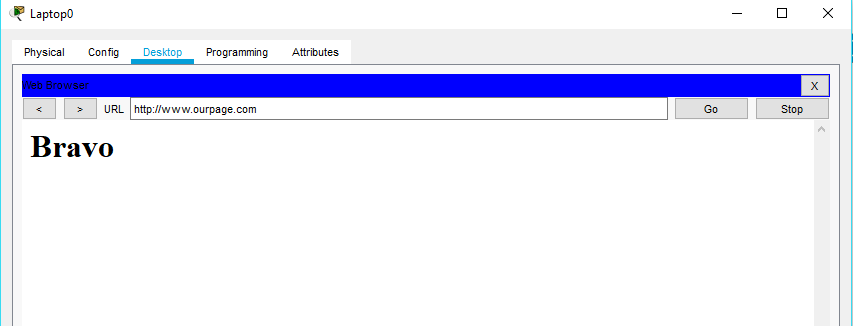 Laptop0
Physical Config Desktop Programming Attributes
Web Browser X
< > URL http://www.ourpage.com Go Stop
Bravo